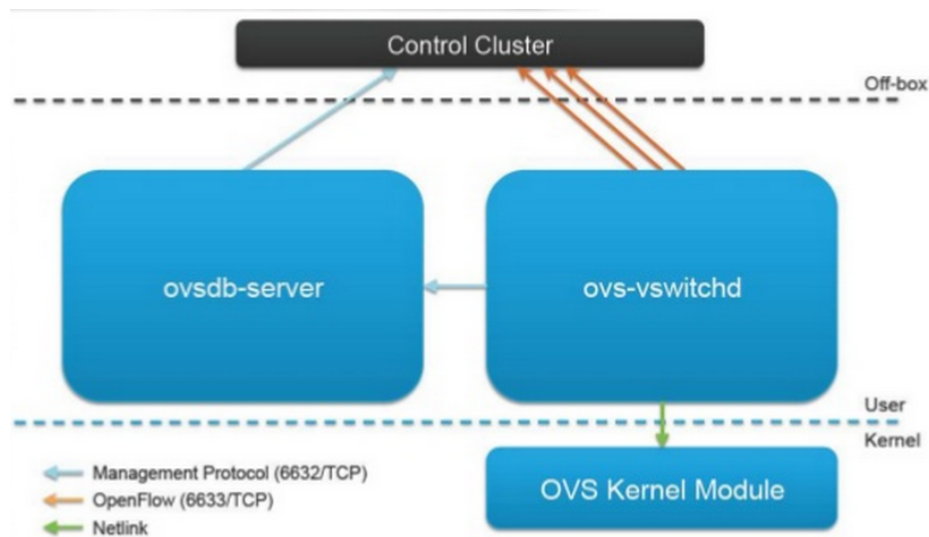 Control Cluster
Off-box
ovsdb-server
ovs-vswitchd
User
Kernel
Management Protocol (6632/TCP)
OpenFlow (6633/TCP)
Netlink
OVS Kernel Module